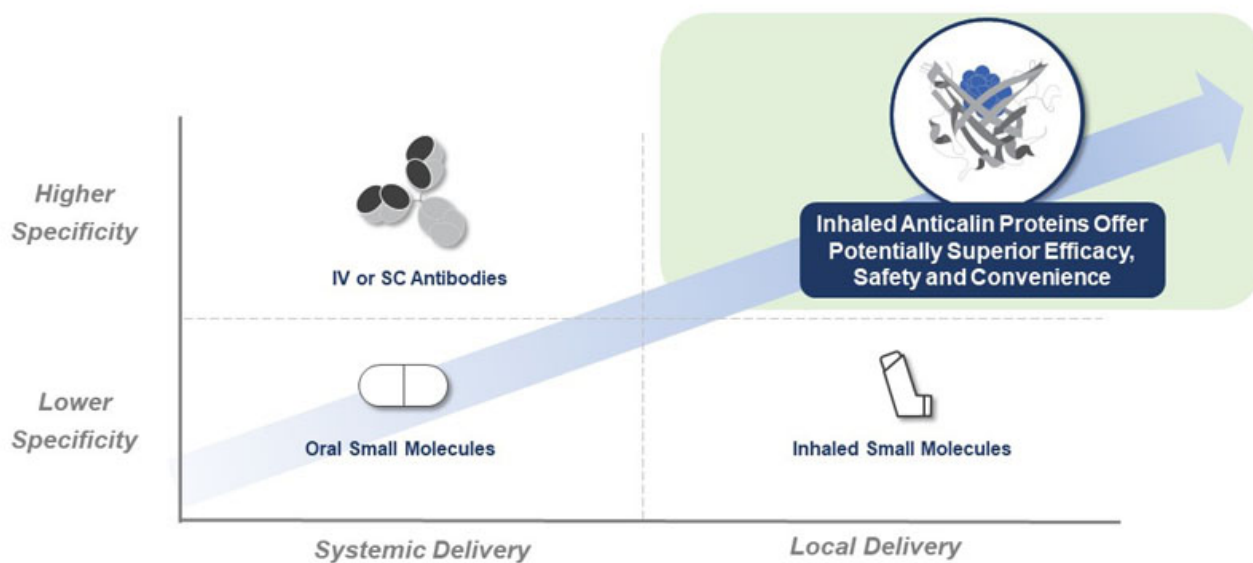 Higher
Specificity
Inhaled Anticalin Proteins Offer
Potentially Superior Efficacy,
Safety and Convenience
IV or SC Antibodies
Lower
Specificity
Oral Small Molecules
Inhaled Small Molecules
Systemic Delivery
Local Delivery